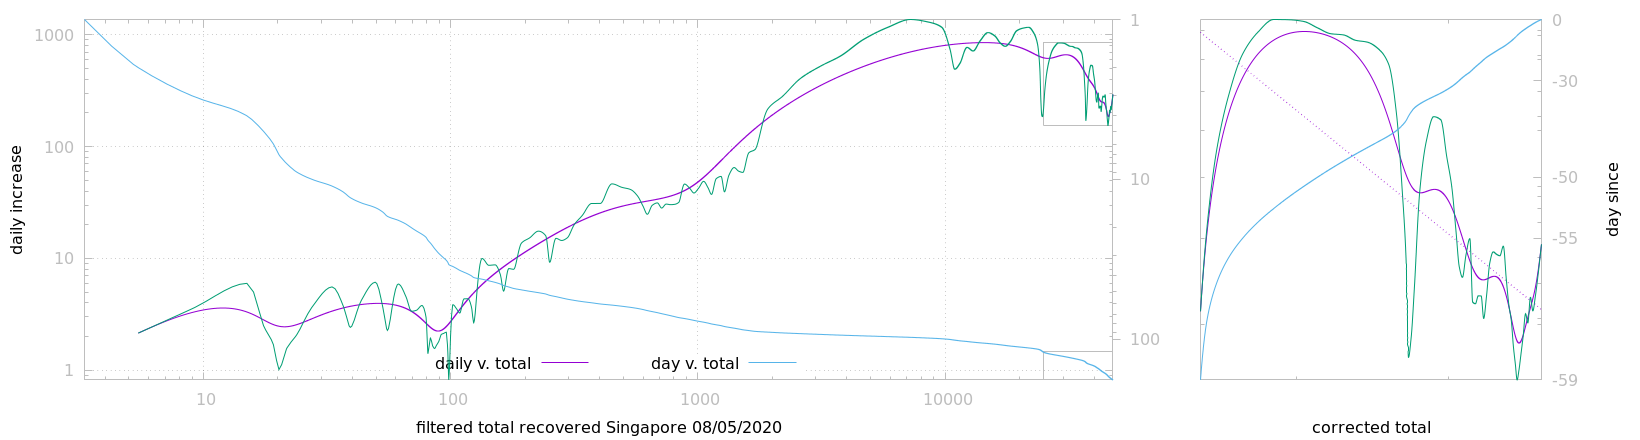 1000
100
10
1
daily increase
10
100
1000
10000
filtered total recovered Singapore 08/05/2020
daily v. total
day v. total
1
10
100
0
-30
-50
-55
-59
day since
corrected total